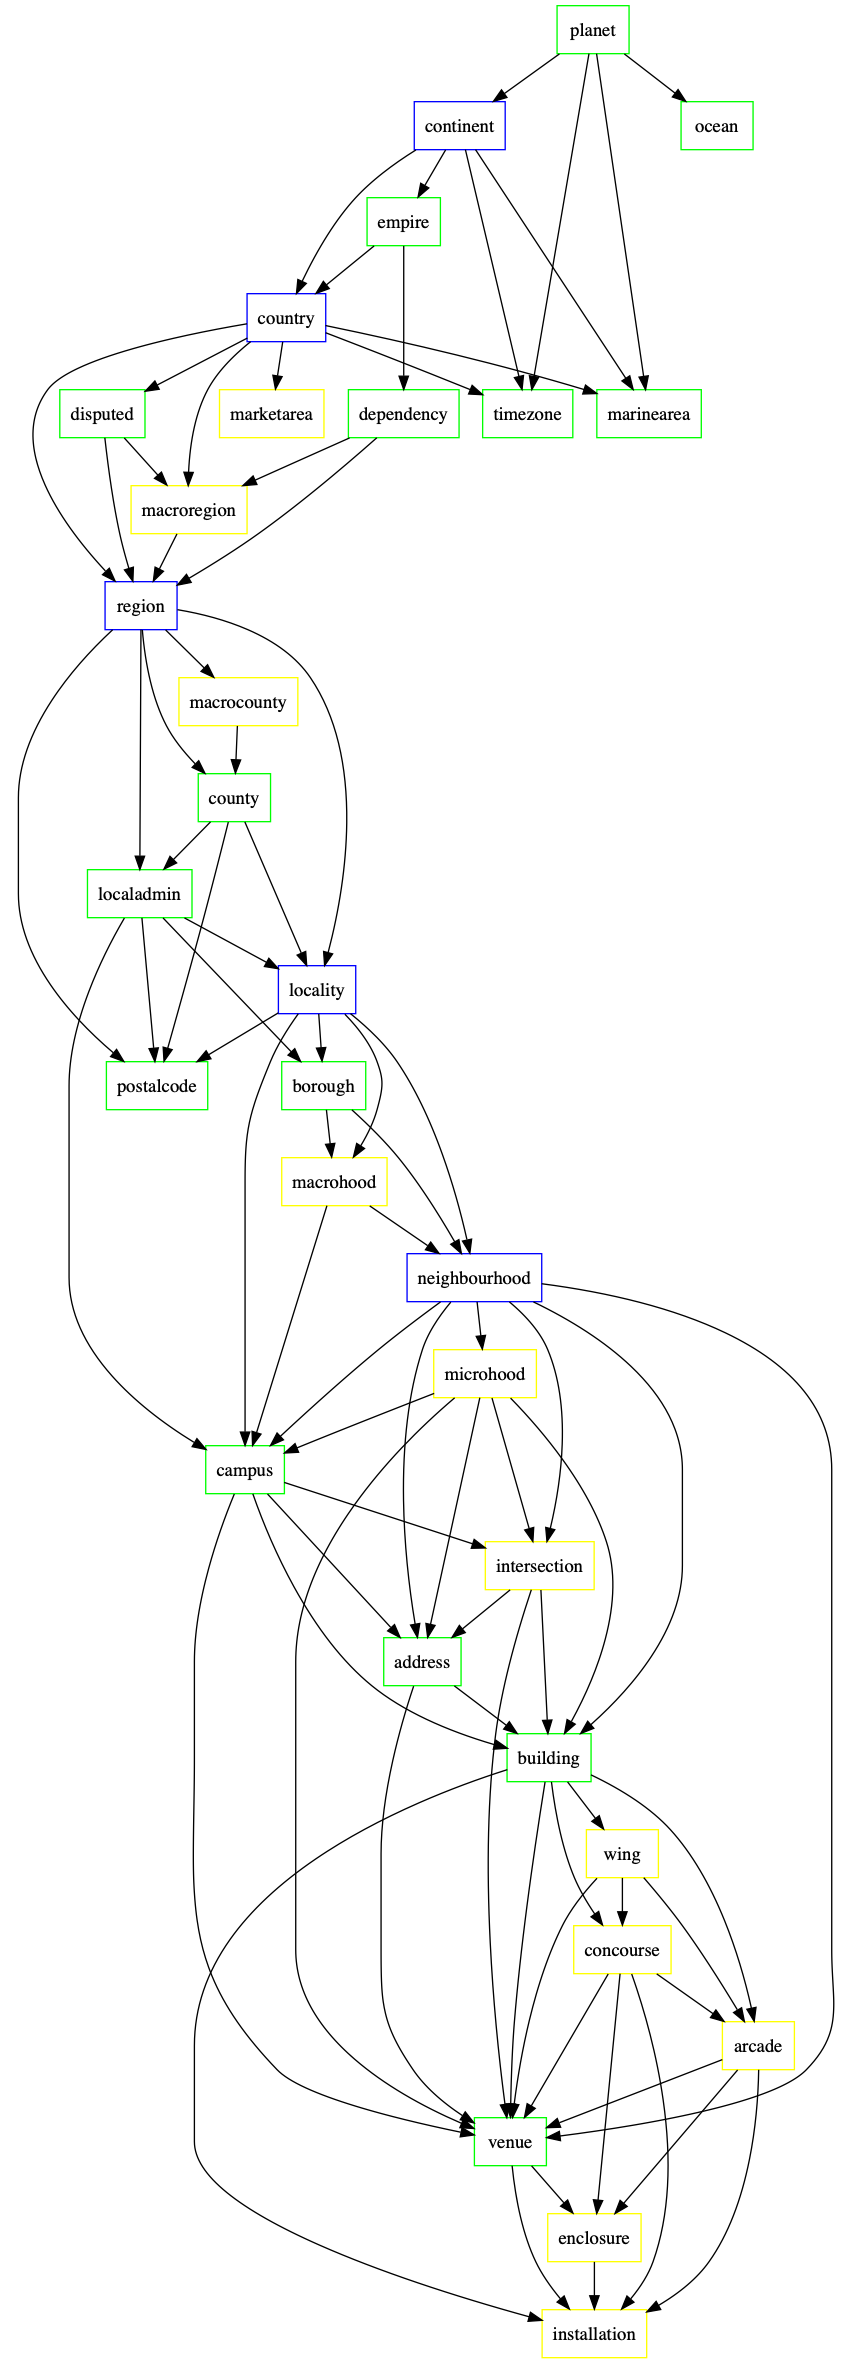 planet
continent
ocean
empire
country
disputed
marketarea
dependency
timezone
marinearea
macroregion
region
macrocounty
county
localadmin
locality
postalcode
borough
macrohood
neighbourhood
microhood
campus
intersection
address
building
wing
concourse
arcade
venue
enclosure
installation